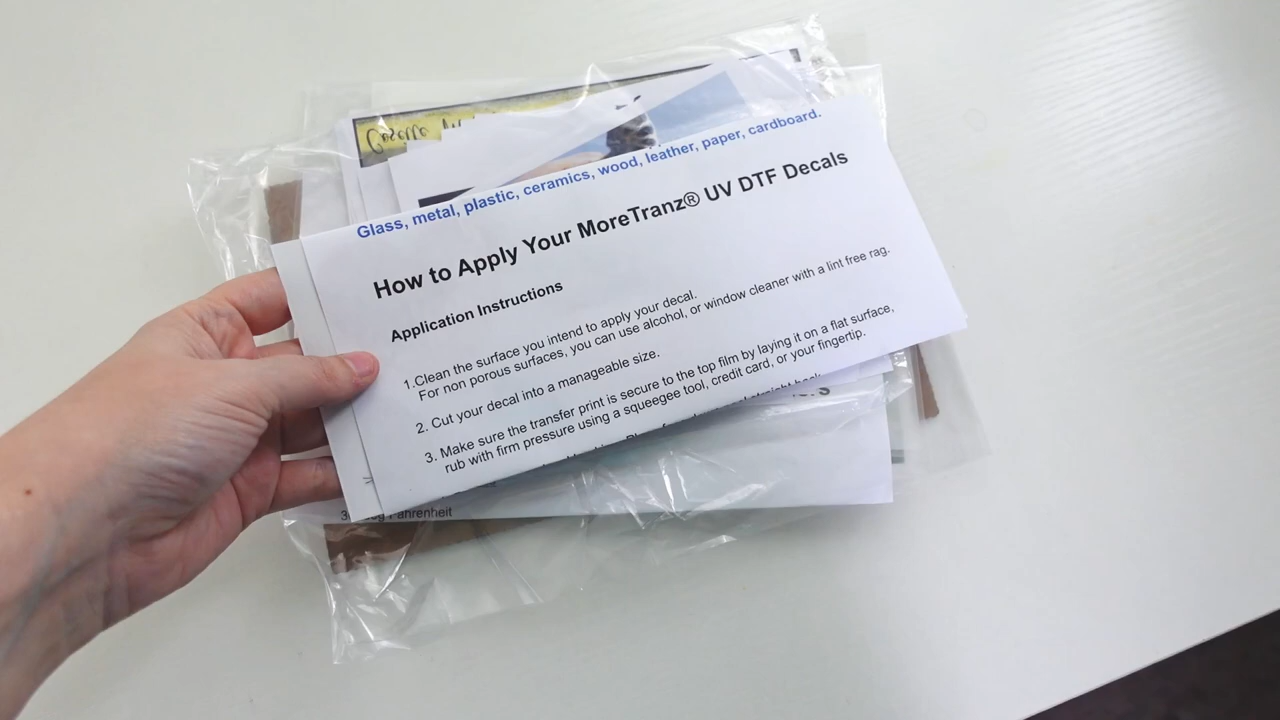 Glass, metal, plastic, ceramics, wood, leather, paper, cardboard.
How to Apply Your MoreTranz® UV DTF Decals
Application Instructions
1.Clean the surface you intend to apply your decal.
For non porous surfaces, you can use alcohol, or window cleaner with a lint free rag.
2. Cut your decal into a manageable size.
3. Make sure the transfer print is secure to the top film by laying it on a flat surface,
rub with firm pressure using a squeegee tool, credit card, or your fingertip.
straight back
Fahrenheit